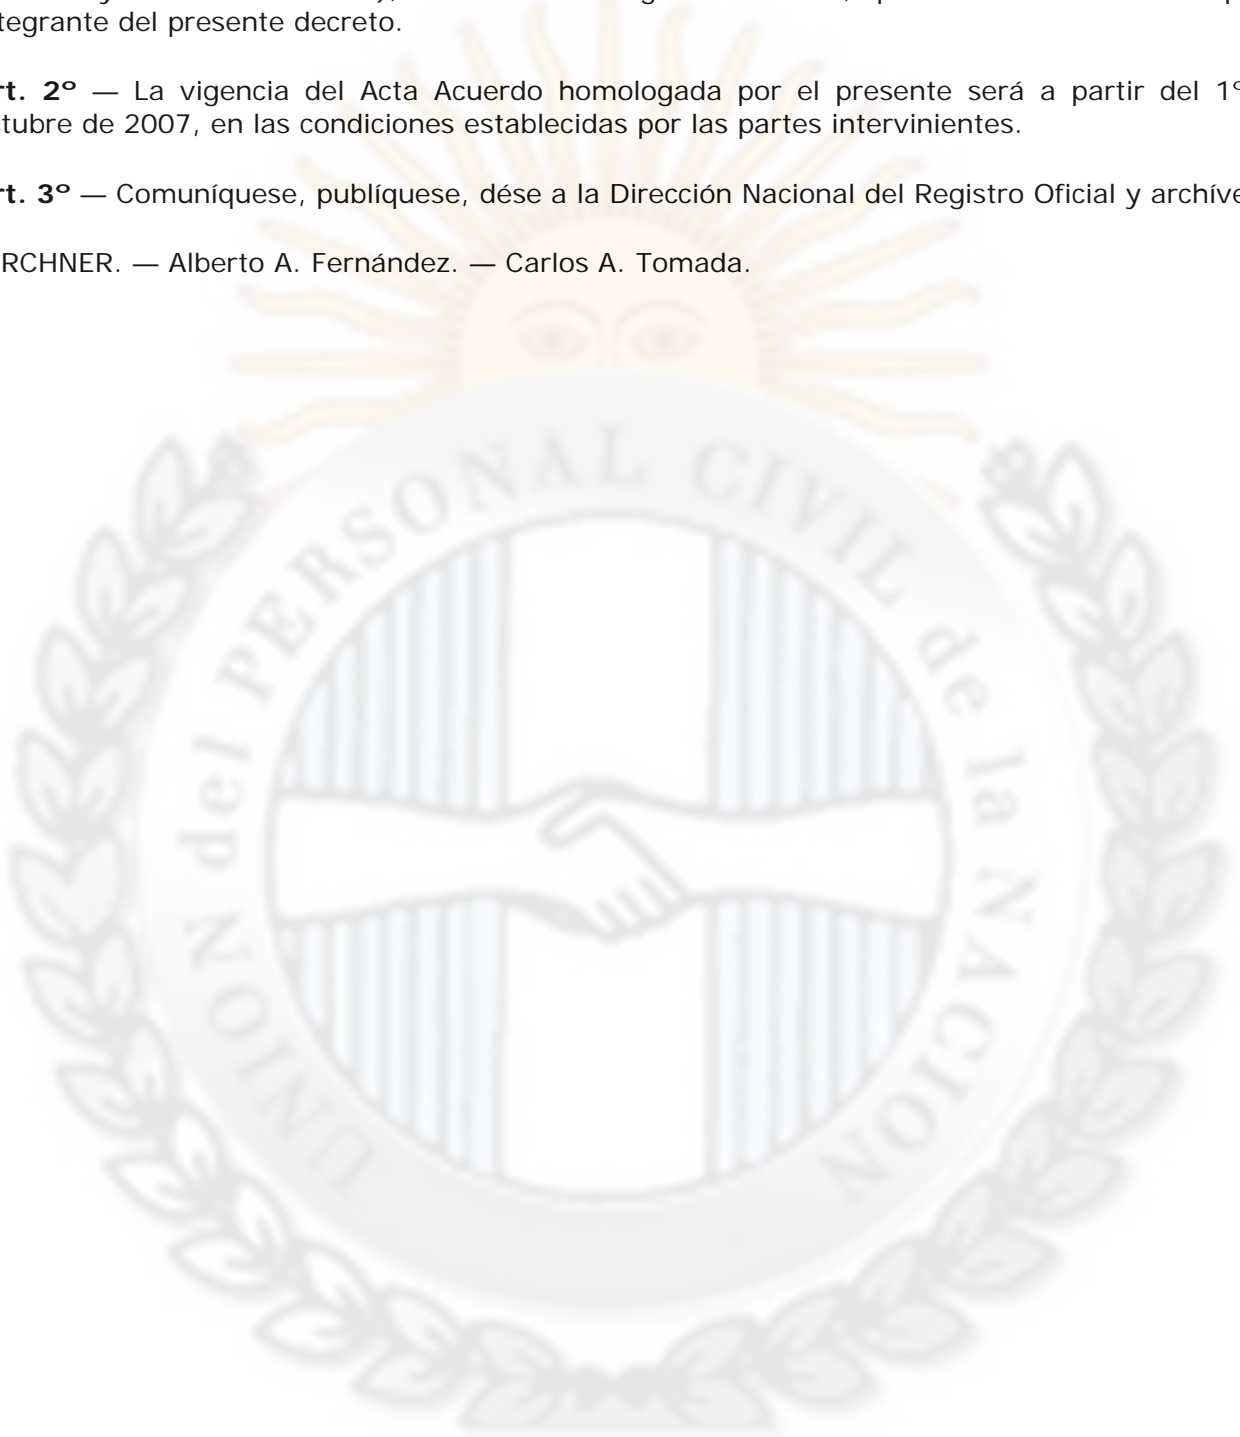 tegrante del presente decreto.
rt. 2º — La vigencia del Acta Acuerdo homologada por el presente será a partir del 1º
ctubre de 2007, en las condiciones establecidas por las partes intervinientes.
rt. 3º — Comuníquese, publíquese, dése a la Dirección Nacional del Registro Oficial y archíve
RCHNER. — Alberto A. Fernández. — Carlos A. Tomada.
UNION del PERSONAL CIVIL de la NACION